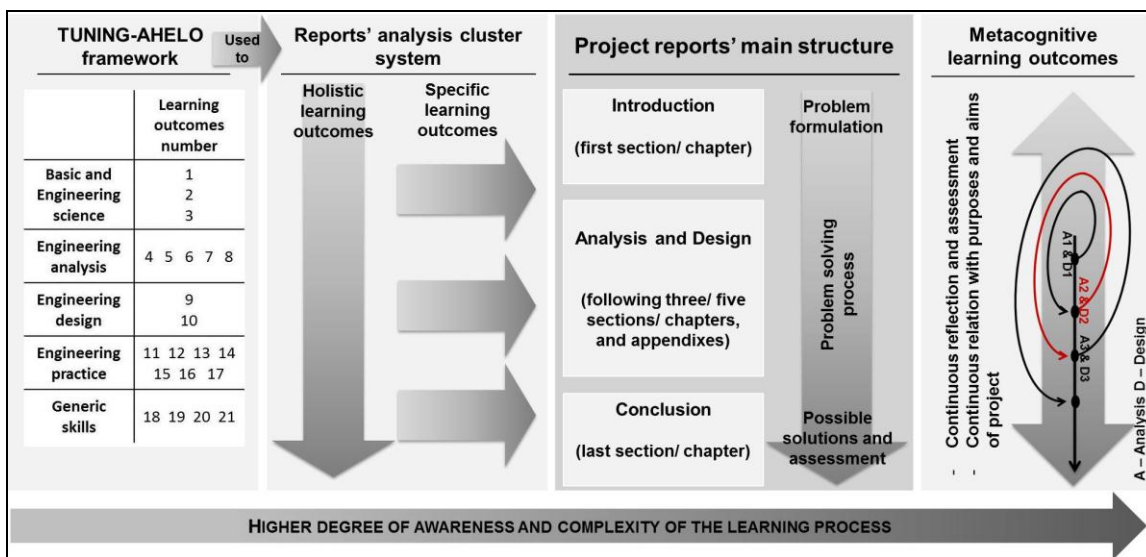 TUNING-AHELO
framework
Used
to
Reports' analysis cluster
system
Project reports' main structure
Metacognitive
learning outcomes
Learning
outcomes
number
Basic and
Engineering
science
1
2
3
Engineering
analysis
4 5 6 7 8
Engineering
design
9
10
Engineering
practice
11 12 13 14
15 16 17
Generic
skills
18 19 20 21
Holistic
learning
outcomes
Specific
learning
outcomes
Introduction
(first section/ chapter)
Analysis and Design
(following three/ five
sections/ chapters,
and appendixes)
Conclusion
(last section/ chapter)
Problem
formulation
Problem solving
process
Possible
solutions and
assessment
- Continuous reflection and assessment
- Continuous relation with purposes and aims
of project
A1 & D1
A2 & D2
A3 & D3
A – Analysis D – Design
HIGHER DEGREE OF AWARENESS AND COMPLEXITY OF THE LEARNING PROCESS